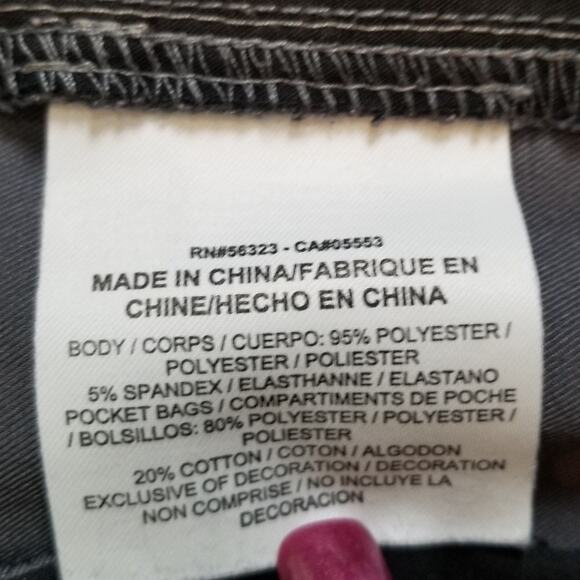 RN#56323 - CA#05553
MADE IN CHINA/FABRIQUE EN
CHINE/HECHO EN CHINA
BODY / CORPS / CUERPO: 95% POLYESTER /
POLYESTER / POLIESTER
5% SPANDEX / ELASTHANNE / ELASTANO
POCKET BAGS / COMPARTIMENTS DE POCHE
/ BOLSILLOS: 80% POLYESTER / POLYESTER /
POLIESTER
20% COTTON / COTON / ALGODON
EXCLUSIVE OF DECORATION / DECORATION
NON COMPRISE / NO INCLUYE LA
DECORACION